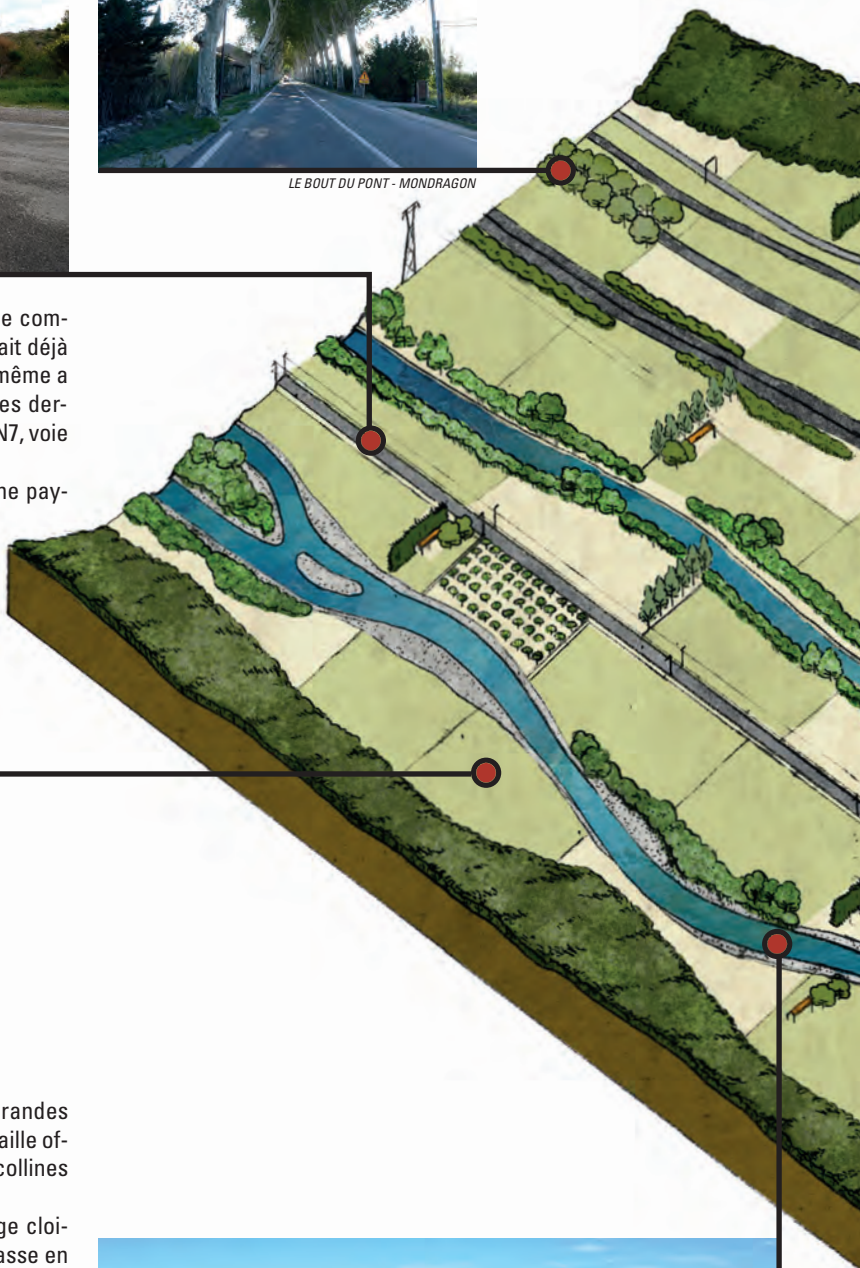 LE BOUT DU PONT - MONDRAGON
e com-
ait déjà
même a
es der-
N7, voie
ne pay-
randes
aille of-
collines
ge cloi-
asse en